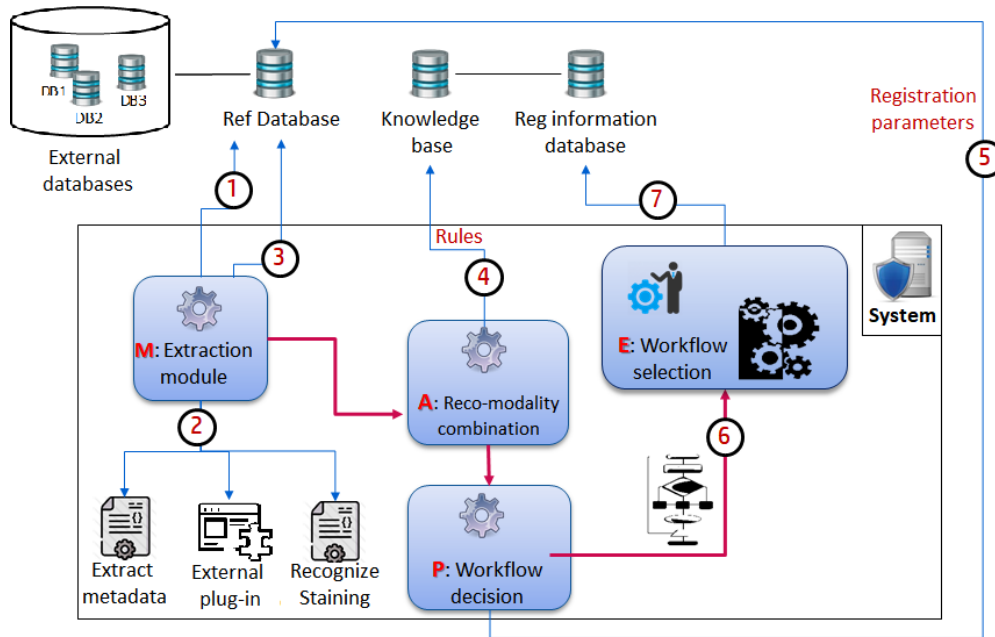 DB1
DB2
DB3
External
databases
Ref Database
Knowledge
base
Reg information
database
Registration
parameters
5
1
3
Rules
4
7
System
M: Extraction
module
A: Reco-modality
combination
E: Workflow
selection
2
6
Extract
metadata
External
plug-in
Recognize
Staining
P: Workflow
decision